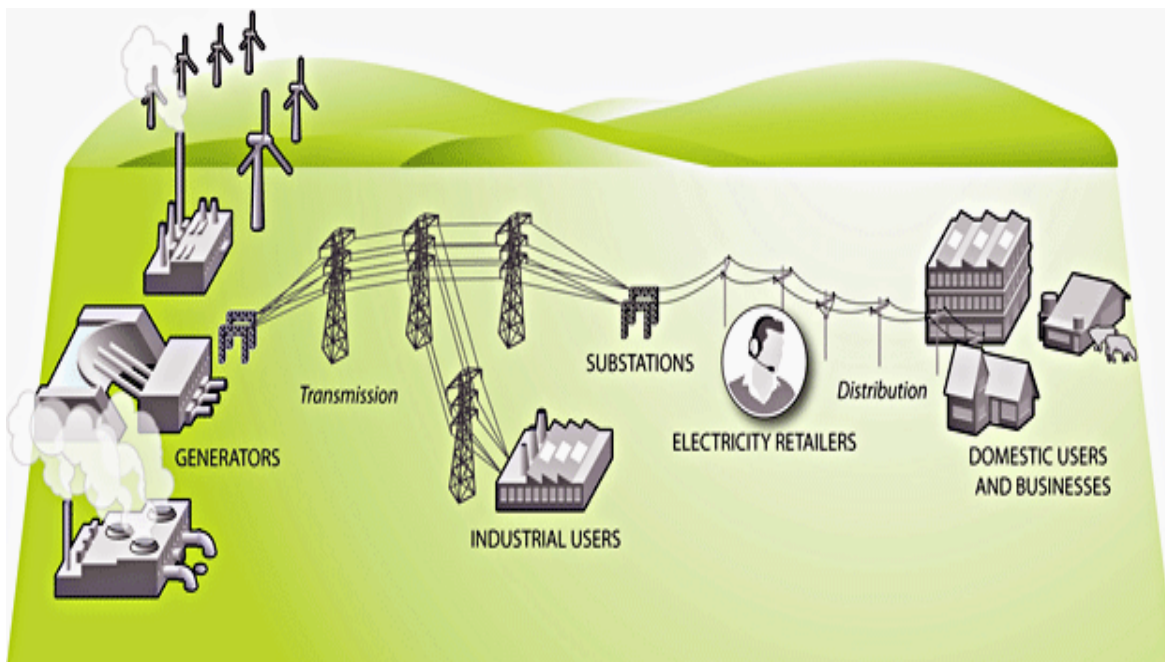 SUBSTATIONS
Transmission
Distribution
ELECTRICITY RETAILERS
GENERATORS
DOMESTIC USERS
AND BUSINESSES
INDUSTRIAL USERS